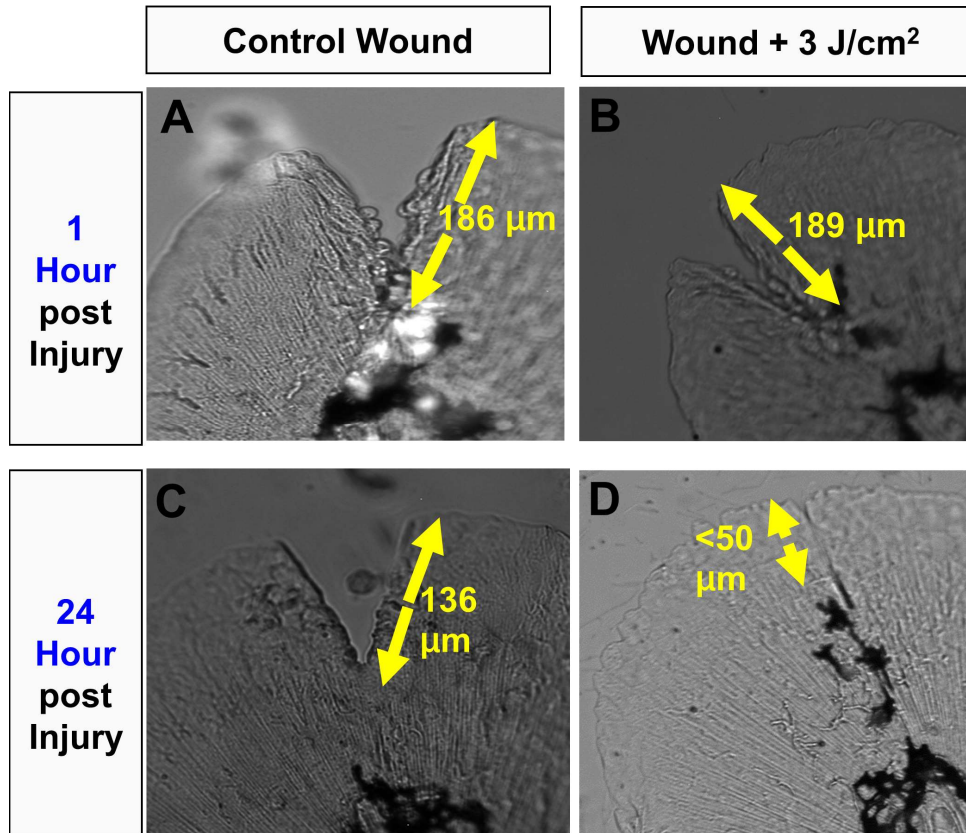 Control Wound
Wound + 3 J/cm²
1
Hour
post
Injury
A
186 µm
B
189 µm
24
Hour
post
Injury
C
136
µm
D
<50
µm